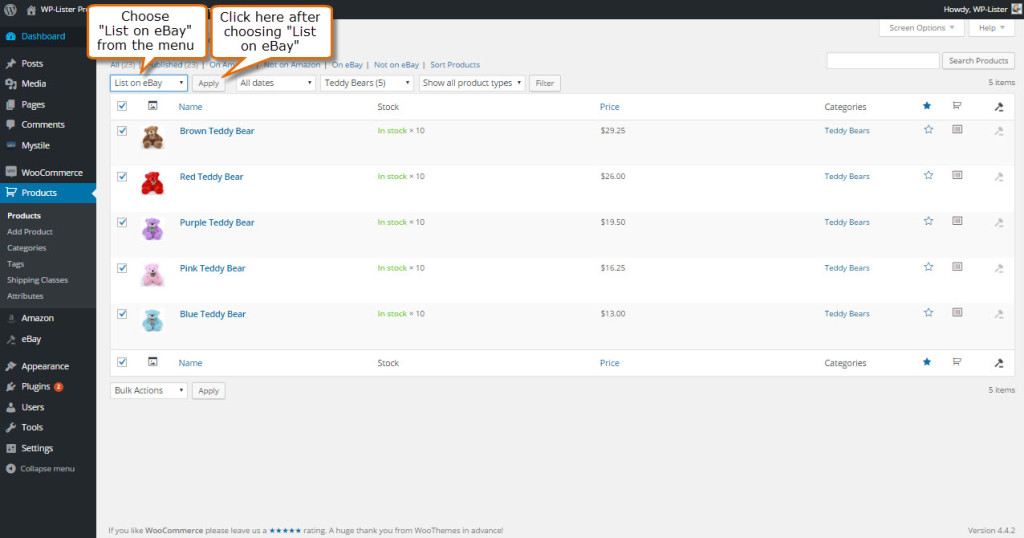 WP-Lister Pr
Howdy, WP-Lister
Choose
"List on eBay"
from the menu
Click here after
choosing "List
on eBay"
Screen Options ▼
Help ▼
Dashboard
Posts
Media
Pages
Comments
Mystile
WooCommerce
Products
Products
Add Product
Categories
Tags
Shipping Classes
Attributes
Amazon
eBay
Appearance
Plugins 2
Users
Tools
Settings
Collapse menu
All (23) | Published (23) | On Amazon | Not on Amazon | On eBay | Not on eBay | Sort Products
Search Products
List on eBay
Apply
All dates
Teddy Bears (5)
Show all product types
Filter
5 items
Name Stock Price Categories
Brown Teddy Bear In stock × 10 $29.25 Teddy Bears
Red Teddy Bear In stock × 10 $26.00 Teddy Bears
Purple Teddy Bear In stock × 10 $19.50 Teddy Bears
Pink Teddy Bear In stock × 10 $16.25 Teddy Bears
Blue Teddy Bear In stock × 10 $13.00 Teddy Bears
Name Stock Price Categories
Bulk Actions
Apply
5 items
If you like WooCommerce please leave us a ★★★★★ rating. A huge thank you from WooThemes in advance!
Version 4.4.2